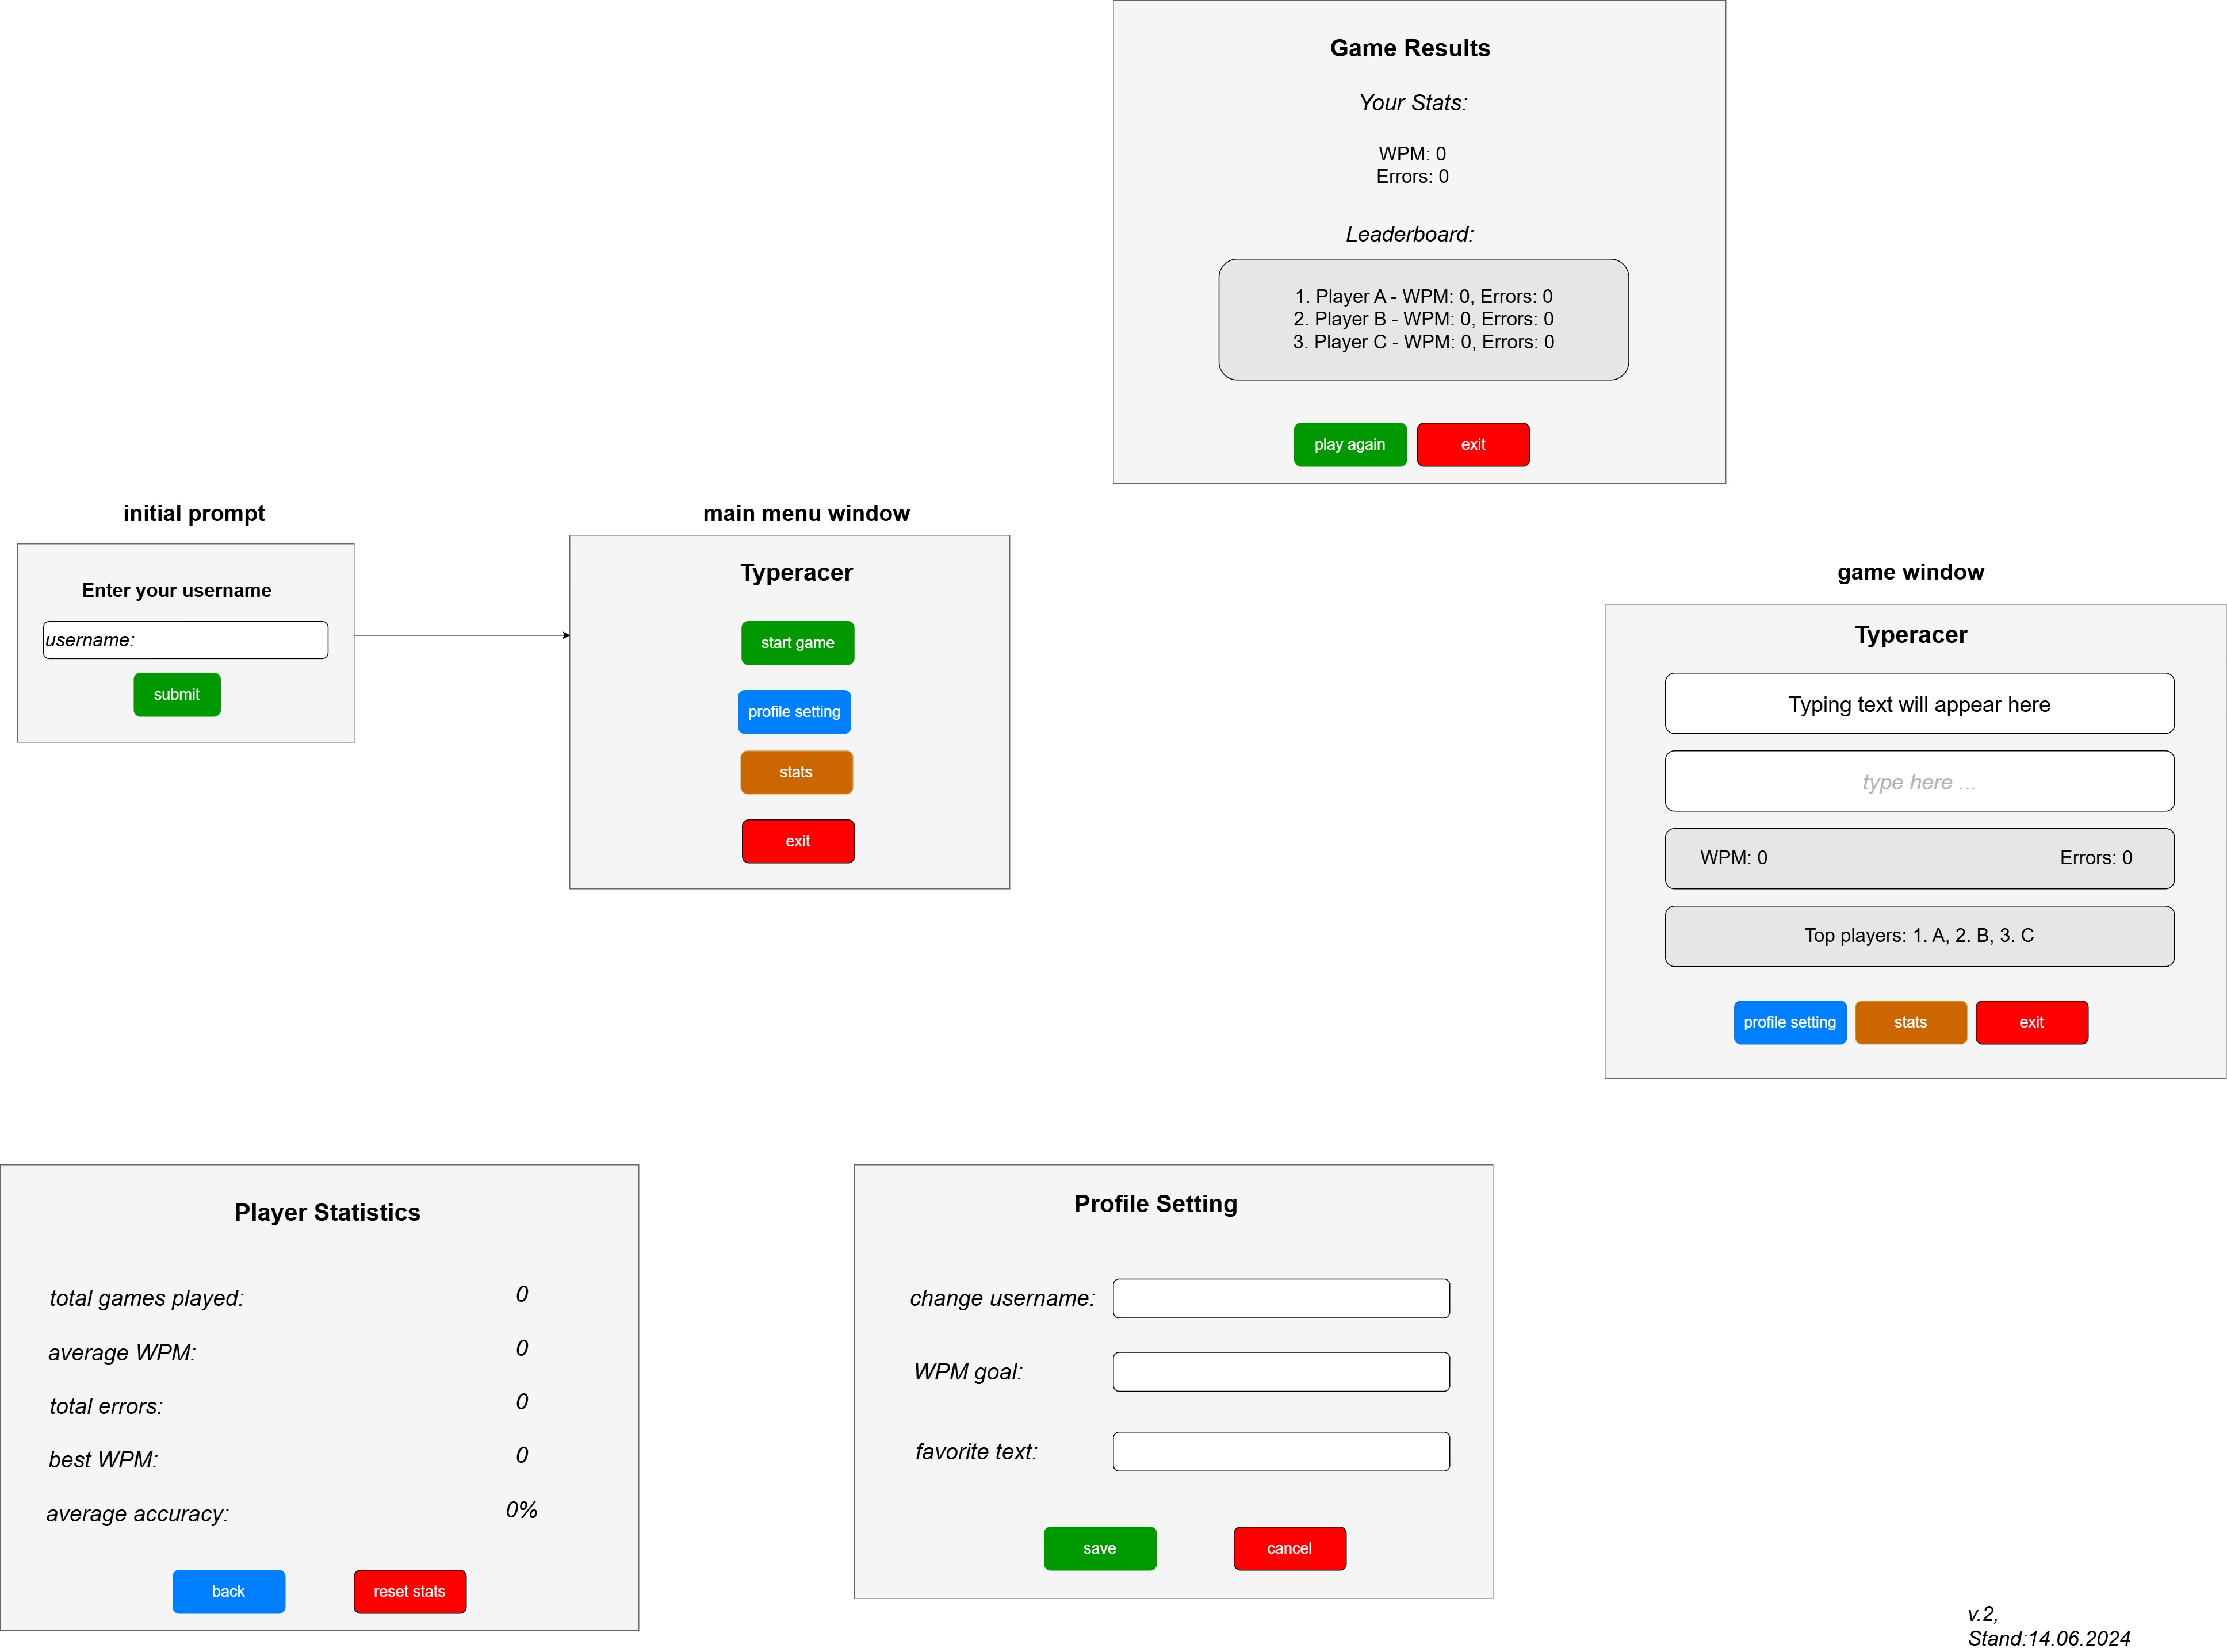 Game Results
Your Stats:
WPM: 0
Errors: 0
Leaderboard:
1. Player A - WPM: 0, Errors: 0
2. Player B - WPM: 0, Errors: 0
3. Player C - WPM: 0, Errors: 0
play again
exit
initial prompt
Enter your username
username:
submit
main menu window
Typeracer
start game
profile setting
stats
exit
game window
Typeracer
Typing text will appear here
type here ...
WPM: 0
Errors: 0
Top players: 1. A, 2. B, 3. C
profile setting
stats
exit
Player Statistics
total games played: 0
average WPM: 0
total errors: 0
best WPM: 0
average accuracy: 0%
back
reset stats
Profile Setting
change username:
WPM goal:
favorite text:
save
cancel
v.2,
Stand:14.06.2024